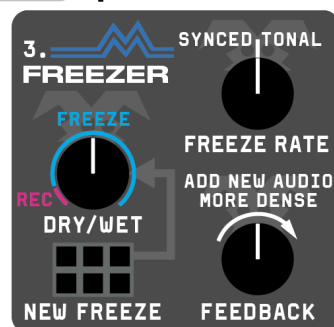 3.
FREEZER
FREEZE
REC
DRY/WET
NEW FREEZE
SYNCED TONAL
FREEZE RATE
ADD NEW AUDIO
MORE DENSE
FEEDBACK